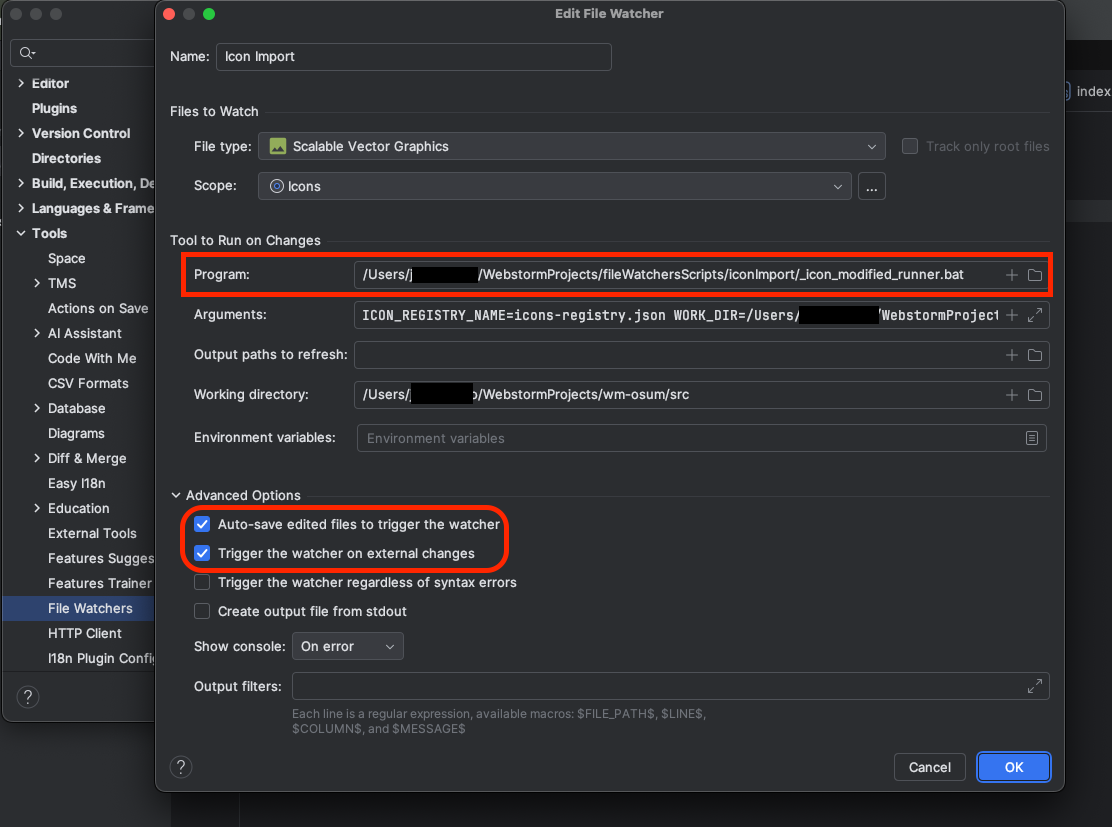 Edit File Watcher
Name: Icon Import
Editor
Plugins
Version Control
Directories
Build, Execution, De
Languages & Frame
Tools
Space
TMS
Actions on Save
AI Assistant
Code With Me
CSV Formats
Database
Diagrams
Diff & Merge
Easy I18n
Education
External Tools
Features Sugges
Features Trainer
File Watchers
HTTP Client
I18n Plugin Config
?
Files to Watch
File type: Scalable Vector Graphics
Track only root files
Scope: Icons ...
Tool to Run on Changes
Program: /Users/j /WebstormProjects/fileWatchersScripts/iconImport/_icon_modified_runner.bat
Arguments: ICON_REGISTRY_NAME=icons-registry.json WORK_DIR=/Users/ /WebstormProject
Output paths to refresh:
Working directory: /Users/ /WebstormProjects/wm-osum/src
Environment variables: Environment variables
Advanced Options
Auto-save edited files to trigger the watcher
Trigger the watcher on external changes
Trigger the watcher regardless of syntax errors
Create output file from stdout
Show console: On error
Output filters:
Each line is a regular expression, available macros: $FILE_PATH$, $LINE$,
$COLUMN$, and $MESSAGE$
?
Cancel
OK
index